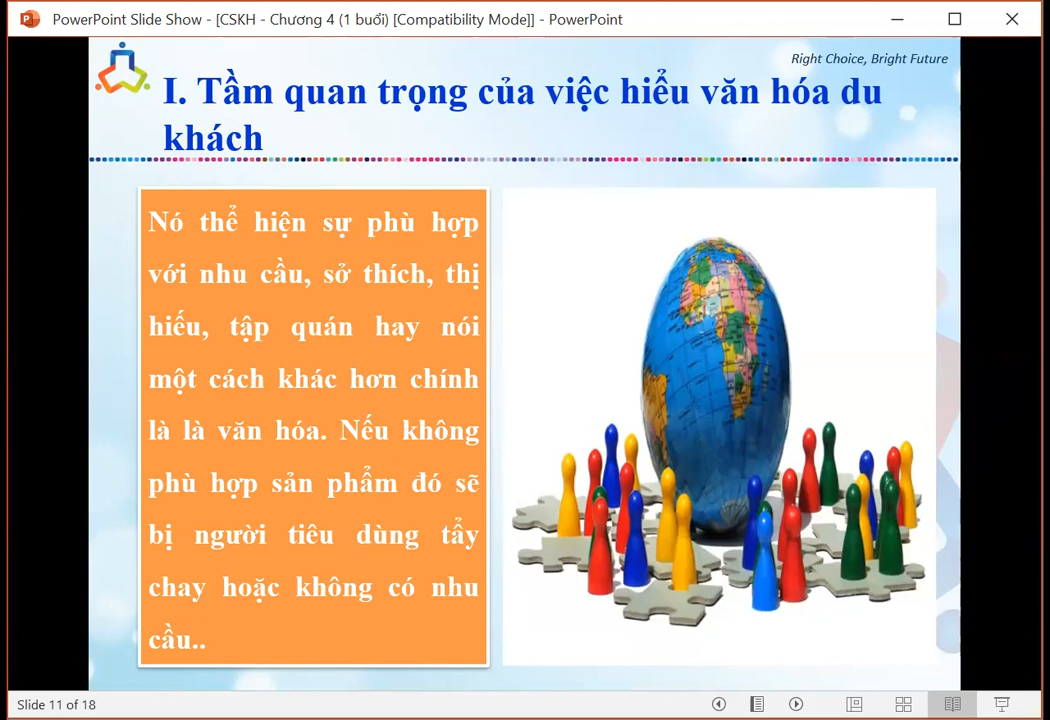 PowerPoint Slide Show - [CSKH - Chương 4 (1 buổi) [Compatibility Mode]] - PowerPoint
Right Choice, Bright Future
I. Tầm quan trọng của việc hiểu văn hóa du
khách
Nó thể hiện sự phù hợp
với nhu cầu, sở thích, thị
hiếu, tập quán hay nói
một cách khác hơn chính
là là văn hóa. Nếu không
phù hợp sản phẩm đó sẽ
bị người tiêu dùng tẩy
chay hoặc không có nhu
cầu..
Slide 11 of 18